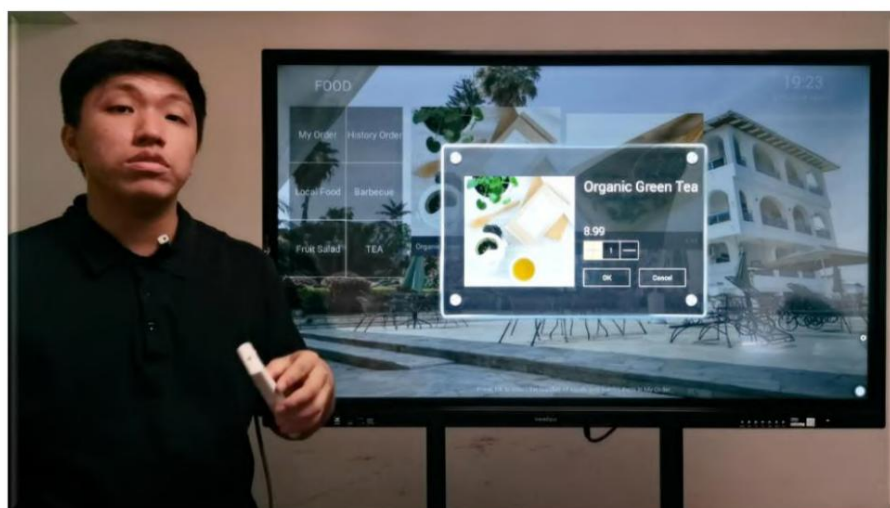 FOOD
19:23
My Order
History Order
Local Food
Barbecue
Fruit Salad
TEA
Organic Green Tea
8.99
1
OK
Cancel